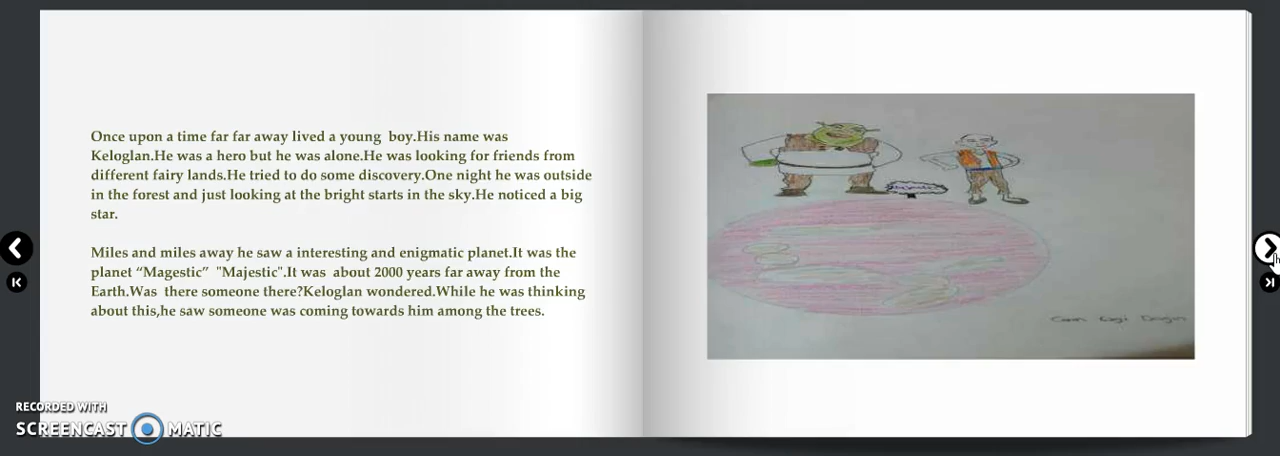 Once upon a time far far away lived a young  boy.His name was
Keloglan.He was a hero but he was alone.He was looking for friends from
different fairy lands.He tried to do some discovery.One night he was outside
in the forest and just looking at the bright starts in the sky.He noticed a big
star.
Miles and miles away he saw a interesting and enigmatic planet.It was the
planet “Magestic”  "Majestic".It was  about 2000 years far away from the
Earth.Was  there someone there?Keloglan wondered.While he was thinking
about this,he saw someone was coming towards him among the trees.
RECORDED WITH
SCREENCAST MATIC